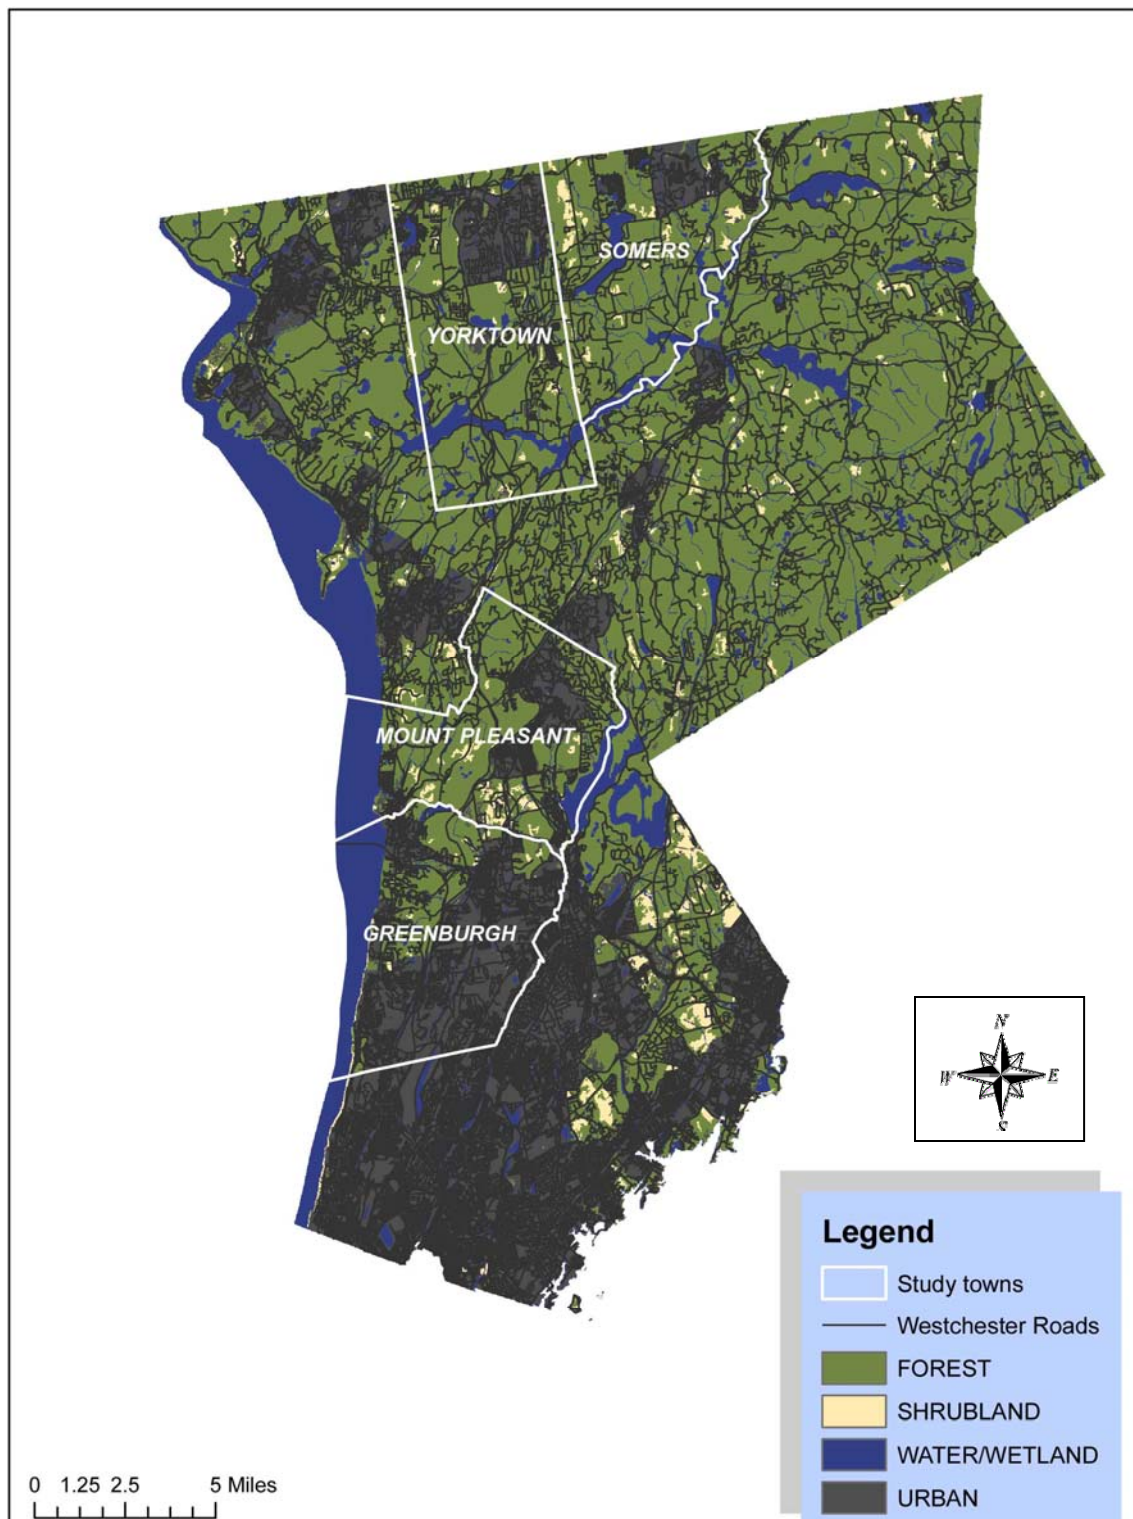 SOMERS
YORKTOWN
MOUNT PLEASANT
GREENBURGH
N
W E
S
Legend
Study towns
Westchester Roads
FOREST
SHRUBLAND
WATER/WETLAND
URBAN
0 1.25 2.5 5 Miles